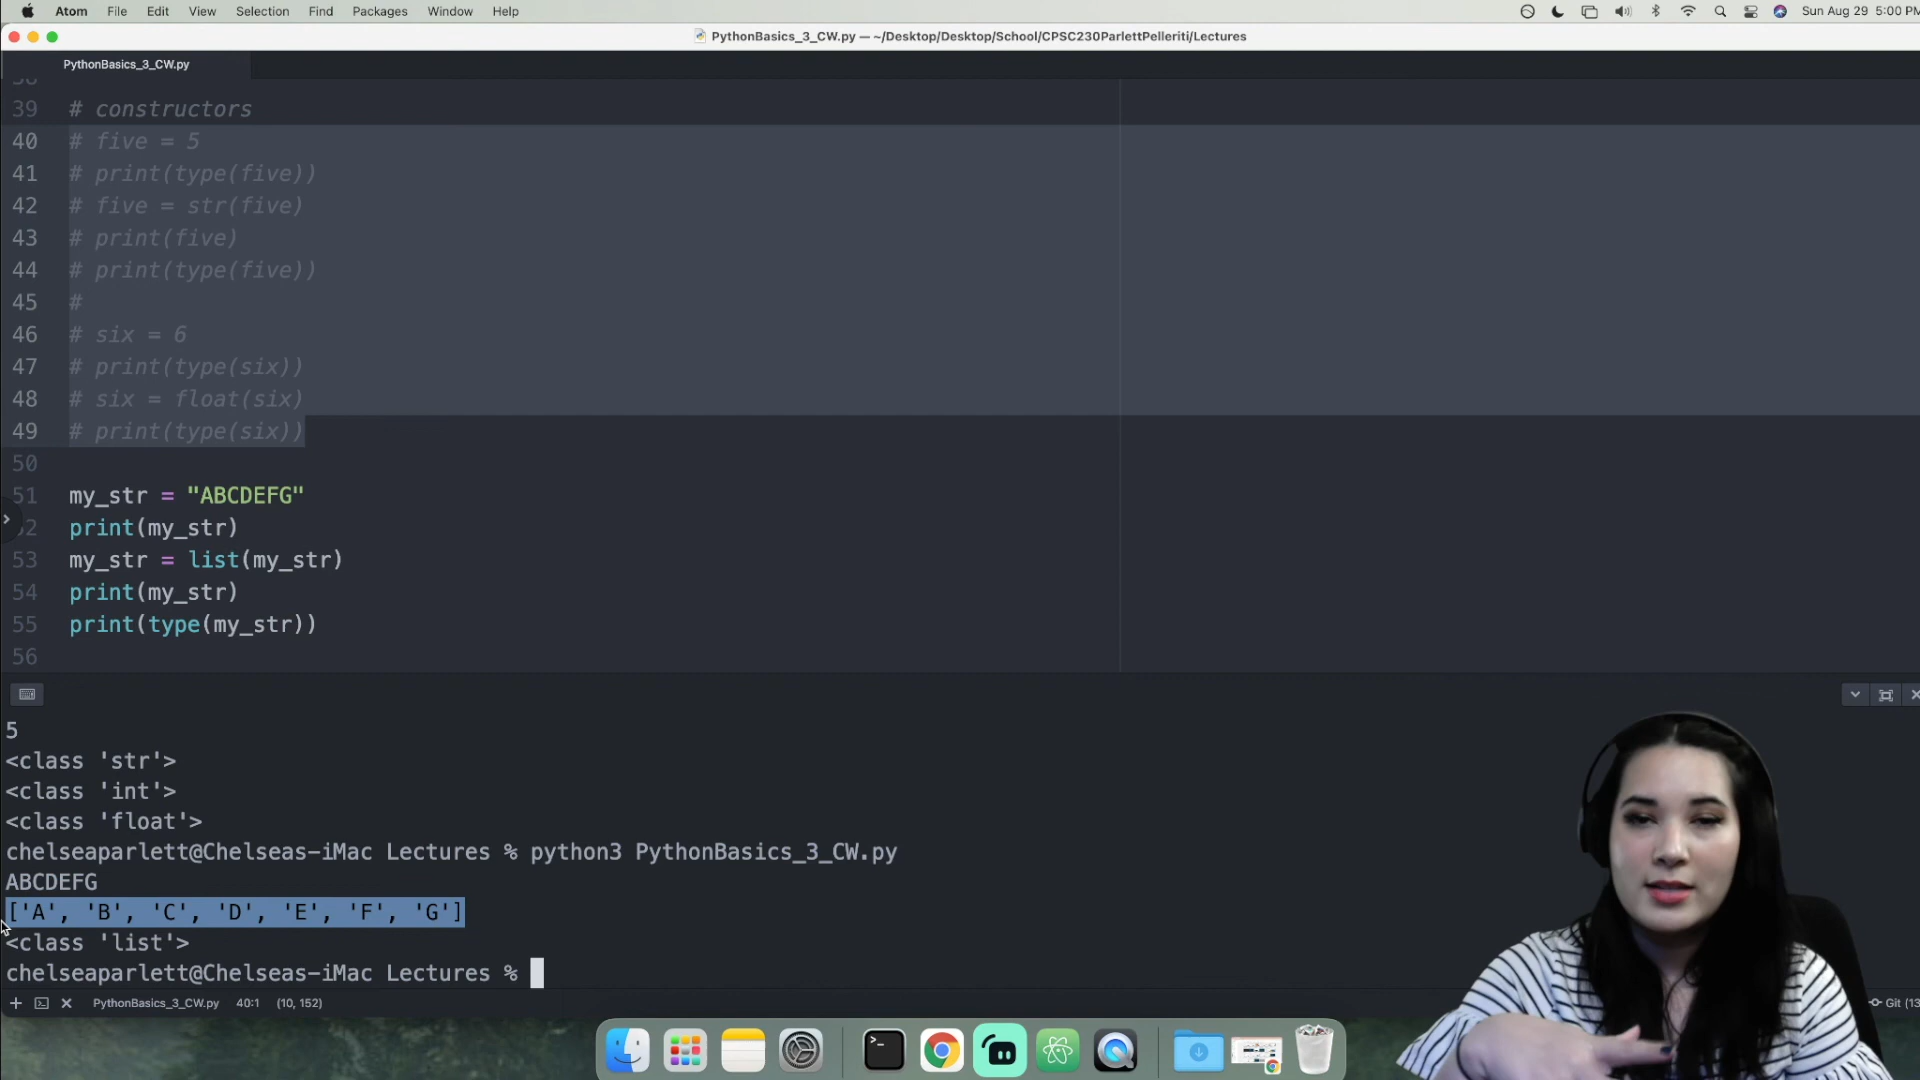 Atom File Edit View Selection Find Packages Window Help Sun Aug 29 5:00 PM
PythonBasics_3_CW.py — ~/Desktop/Desktop/School/CPSC230ParlettPelleriti/Lectures
PythonBasics_3_CW.py
39 # constructors
40 # five = 5
41 # print(type(five))
42 # five = str(five)
43 # print(five)
44 # print(type(five))
45 #
46 # six = 6
47 # print(type(six))
48 # six = float(six)
49 # print(type(six))
50
51 my_str = "ABCDEFG"
52 print(my_str)
53 my_str = list(my_str)
54 print(my_str)
55 print(type(my_str))
56
5
<class 'str'>
<class 'int'>
<class 'float'>
chelseaparlett@Chelseas-iMac Lectures % python3 PythonBasics_3_CW.py
ABCDEFG
['A', 'B', 'C', 'D', 'E', 'F', 'G']
<class 'list'>
chelseaparlett@Chelseas-iMac Lectures %
PythonBasics_3_CW.py 40:1 (10, 152) Git (13